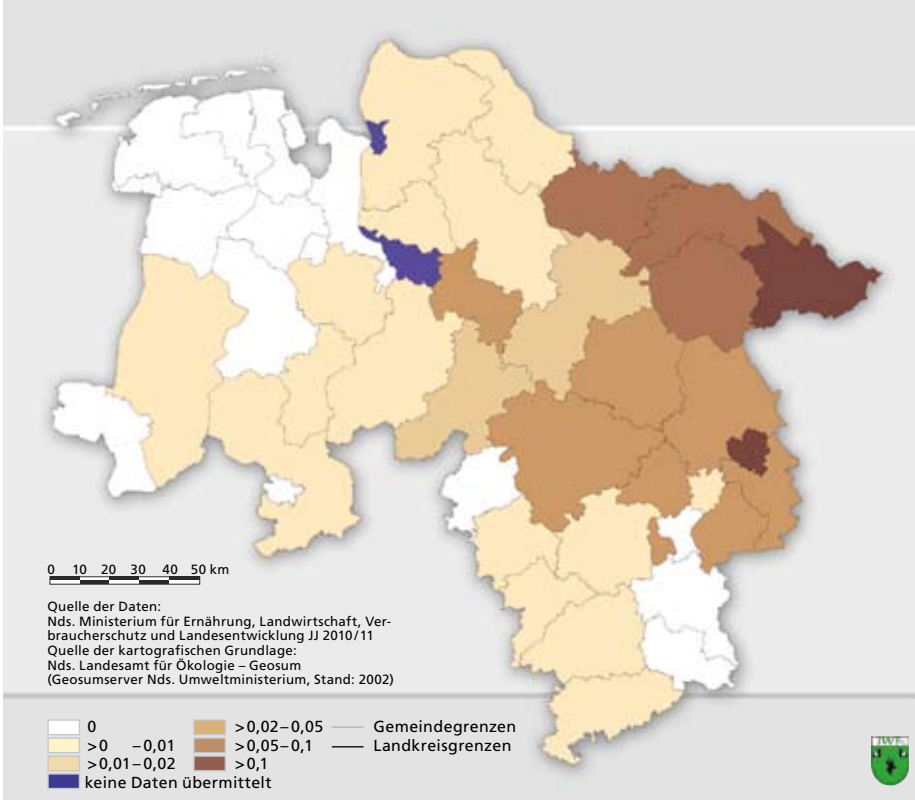 0 10 20 30 40 50 km
Quelle der Daten:
Nds. Ministerium für Ernährung, Landwirtschaft, Ver-
braucherschutz und Landesentwicklung JJ 2010/11
Quelle der kartografischen Grundlage:
Nds. Landesamt für Ökologie – Geosum
(Geosumserver Nds. Umweltministerium, Stand: 2002)
0 >0,02–0,05 Gemeindegrenzen
>0 –0,01 >0,05–0,1 Landkreisgrenzen
>0,01–0,02 >0,1
keine Daten übermittelt